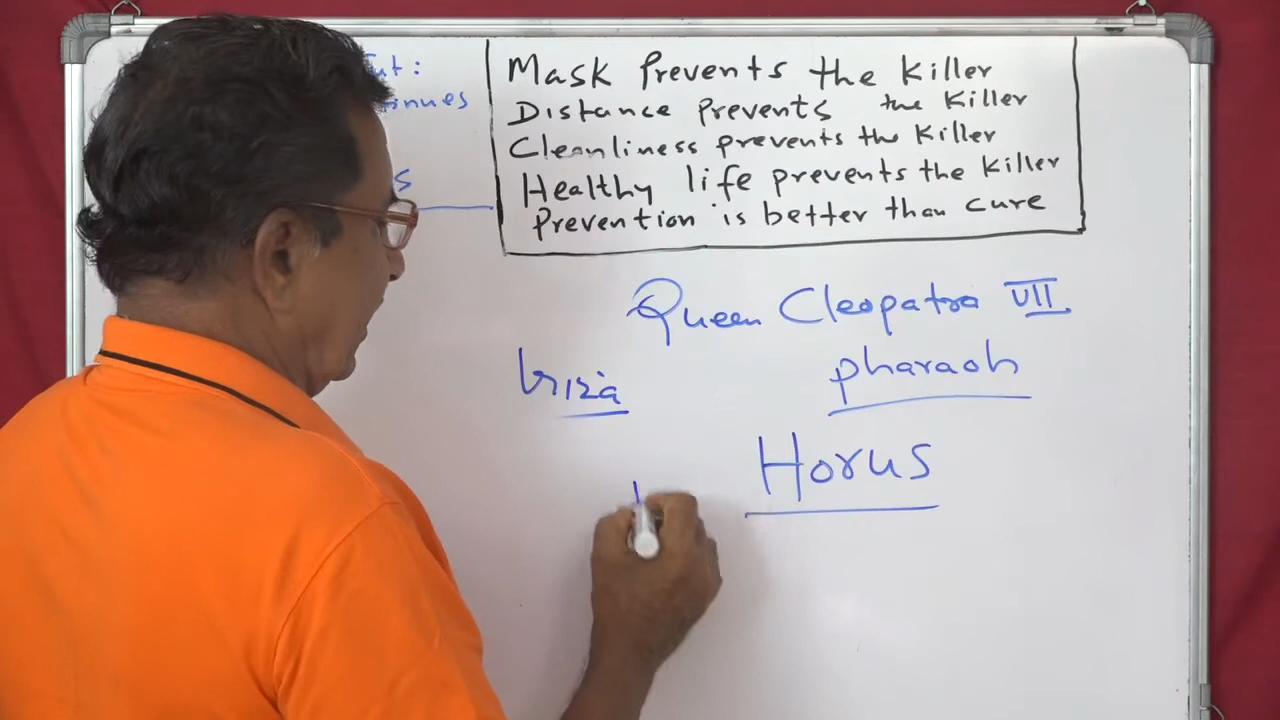 Mask Prevents the Killer
Distance prevents the Killer
Cleanliness prevents the Killer
Healthy life prevents the Killer
Prevention is better than cure
Queen Cleopatra VII
Giza
pharaoh
Horus